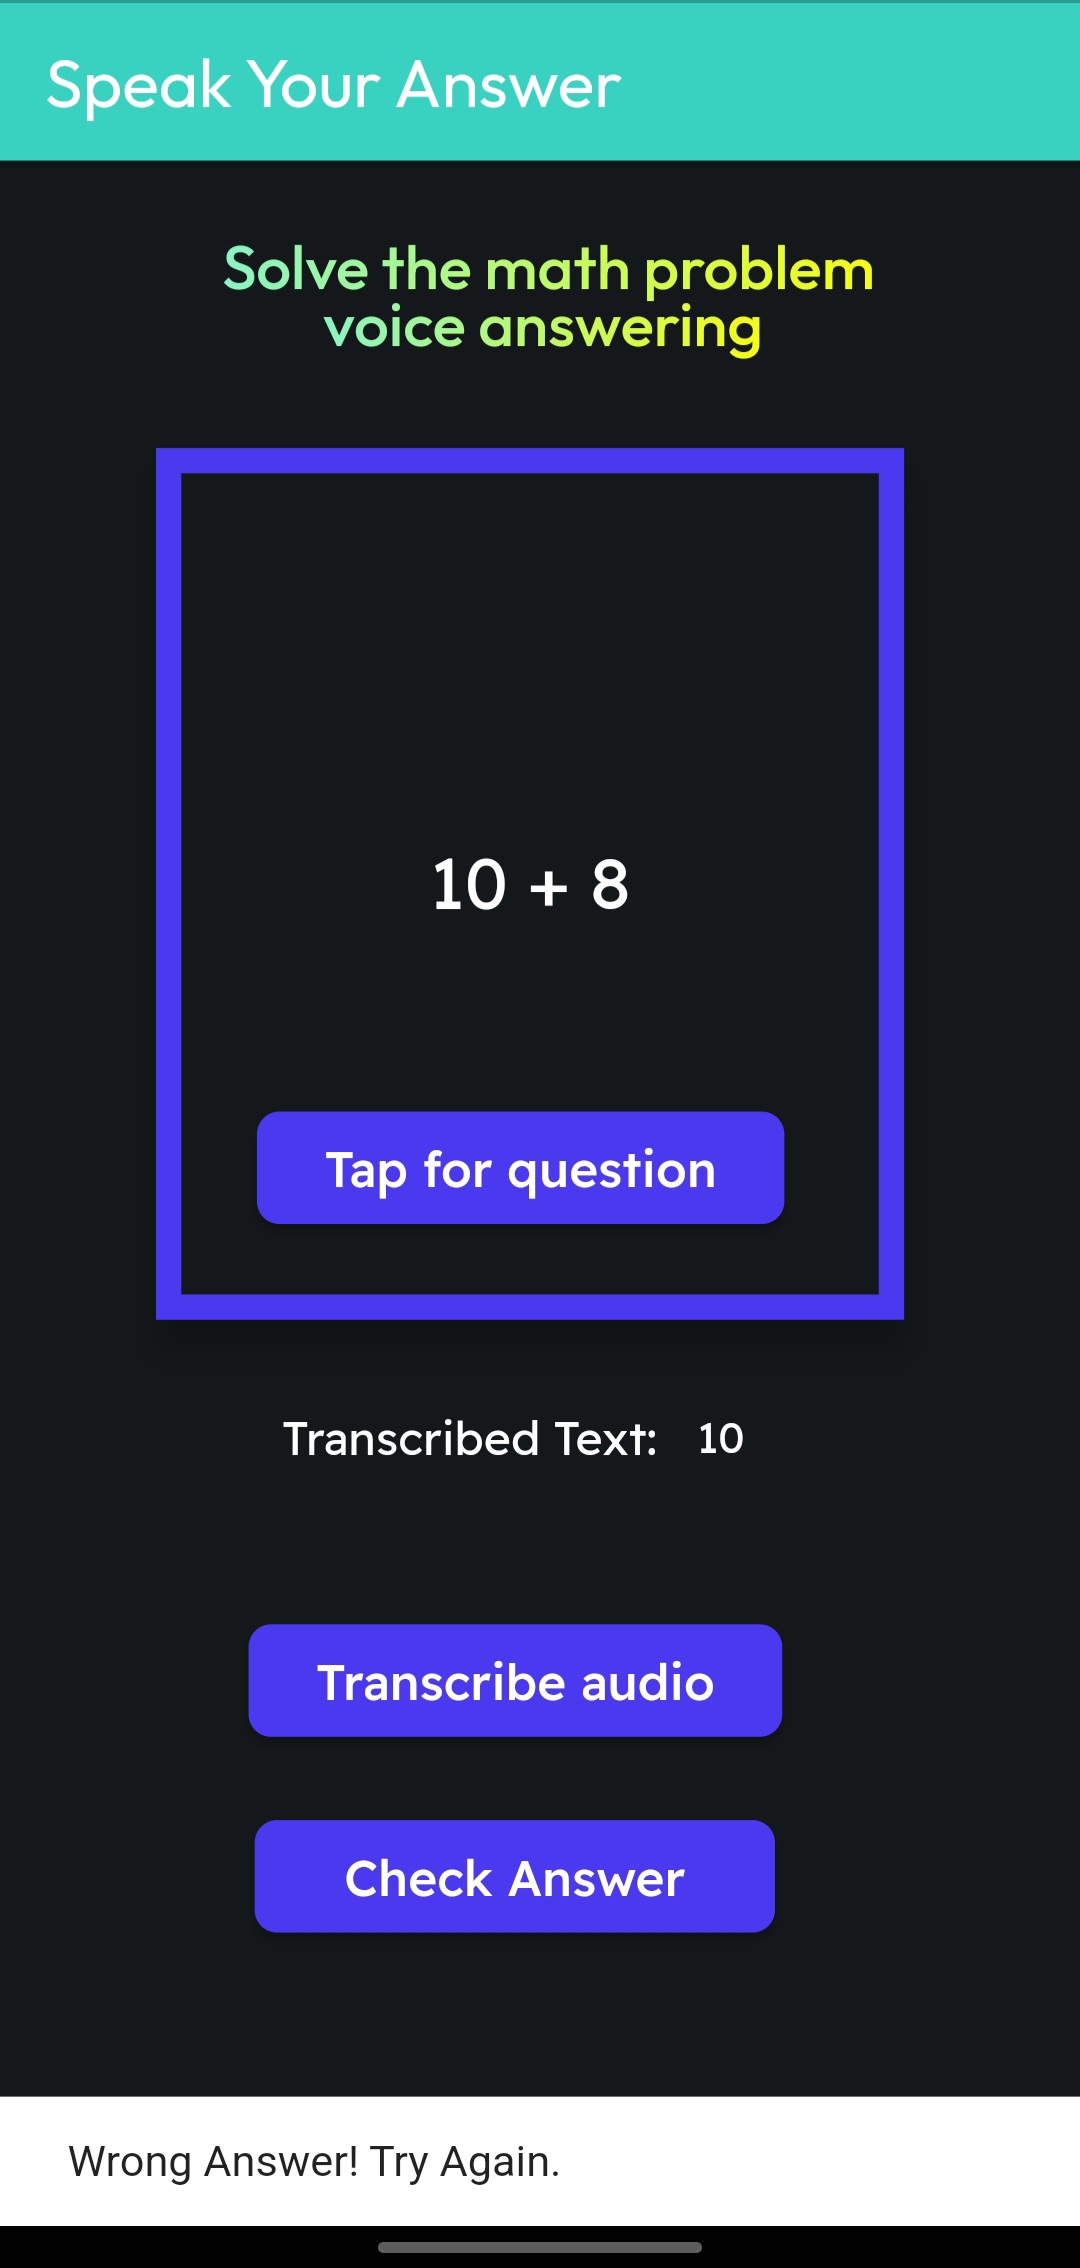 Speak Your Answer
Solve the math problem
voice answering
10 + 8
Tap for question
Transcribed Text: 10
Transcribe audio
Check Answer
Wrong Answer! Try Again.